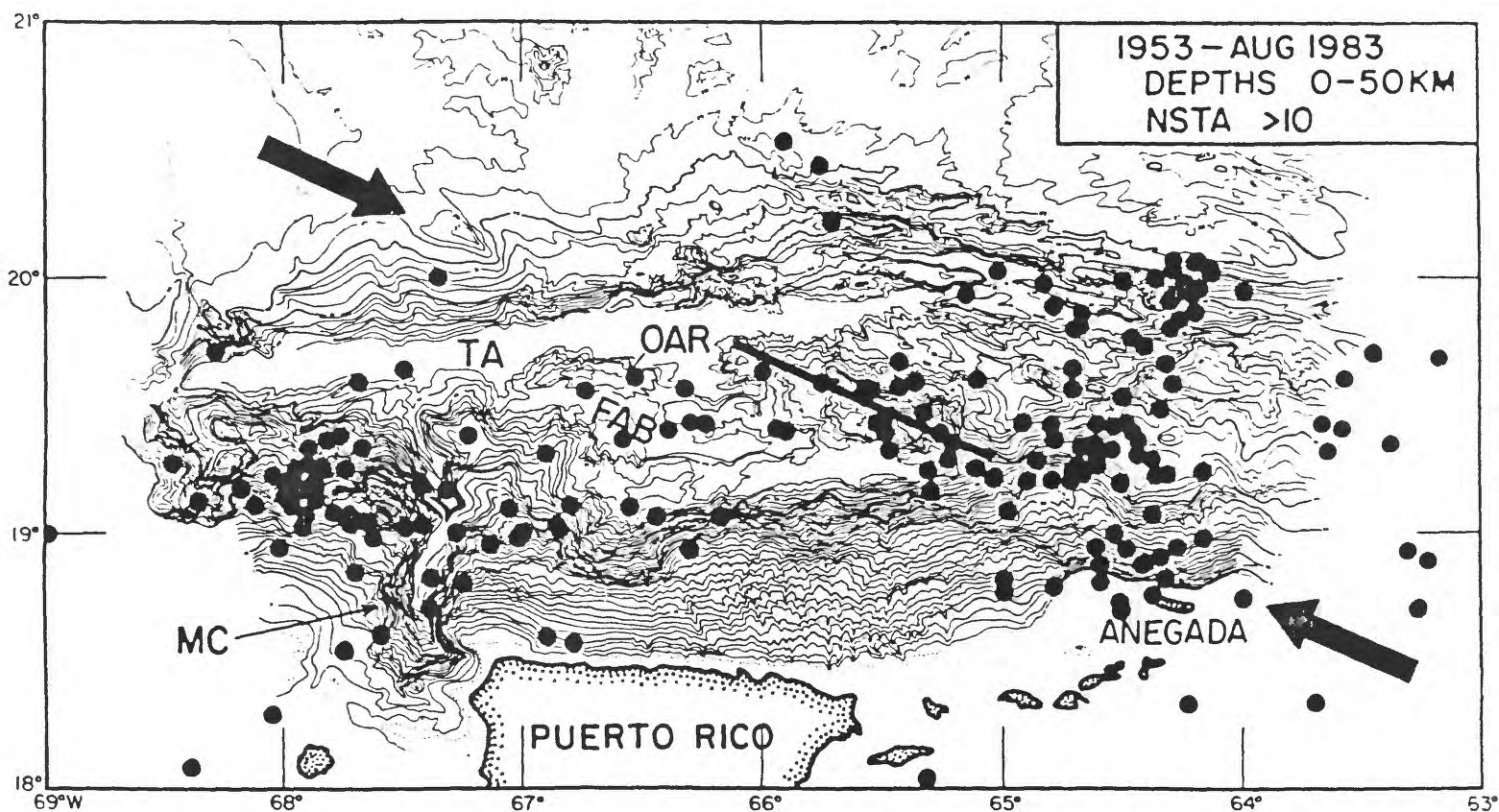 21°
1953-AUG 1983
DEPTHS 0-50KM
NSTA >10
20°
TA
OAR
FAB
19°
MC
ANEGADA
PUERTO RICO
18°
69°W
68°
67°
66°
65°
64°
63°